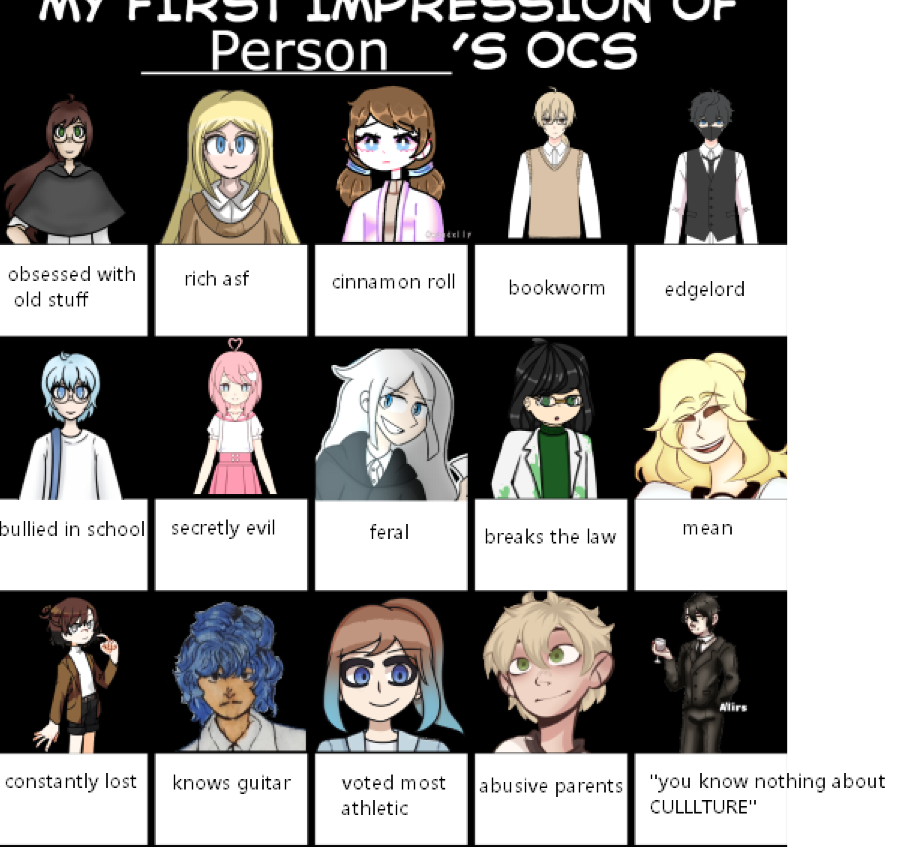 MY FIRST IMPRESSION OF
Person 'S OCS
obsessed with
old stuff
rich asf
cinnamon roll
bookworm
edgelord
bullied in school
secretly evil
feral
breaks the law
mean
Alirs
constantly lost
knows guitar
voted most
athletic
abusive parents
"you know nothing about
CULLLTURE"